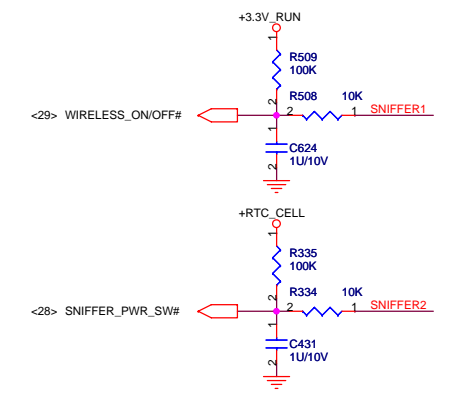 +3.3V_RUN
1
R509
100K
2
R508 10K
<29> WIRELESS_ON/OFF# 2 1 SNIFFER1
1
C624
1U/10V
2
+RTC_CELL
1
R335
100K
2
R334 10K
<28> SNIFFER_PWR_SW# 2 1 SNIFFER2
1
C431
1U/10V
2